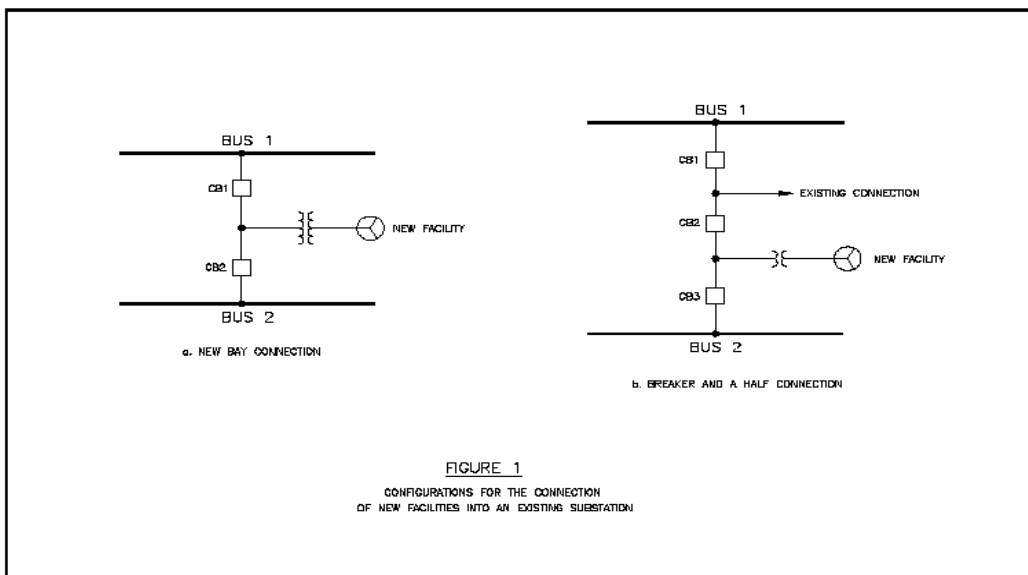 BUS 1
CB1
NEW FACILITY
CB2
BUS 2
a. NEW BAY CONNECTION
BUS 1
CB1
EXISTING CONNECTION
CB2
NEW FACILITY
CB3
BUS 2
b. BREAKER AND A HALF CONNECTION
FIGURE 1
CONFIGURATIONS FOR THE CONNECTION
OF NEW FACILITIES INTO AN EXISTING SUBSTATION